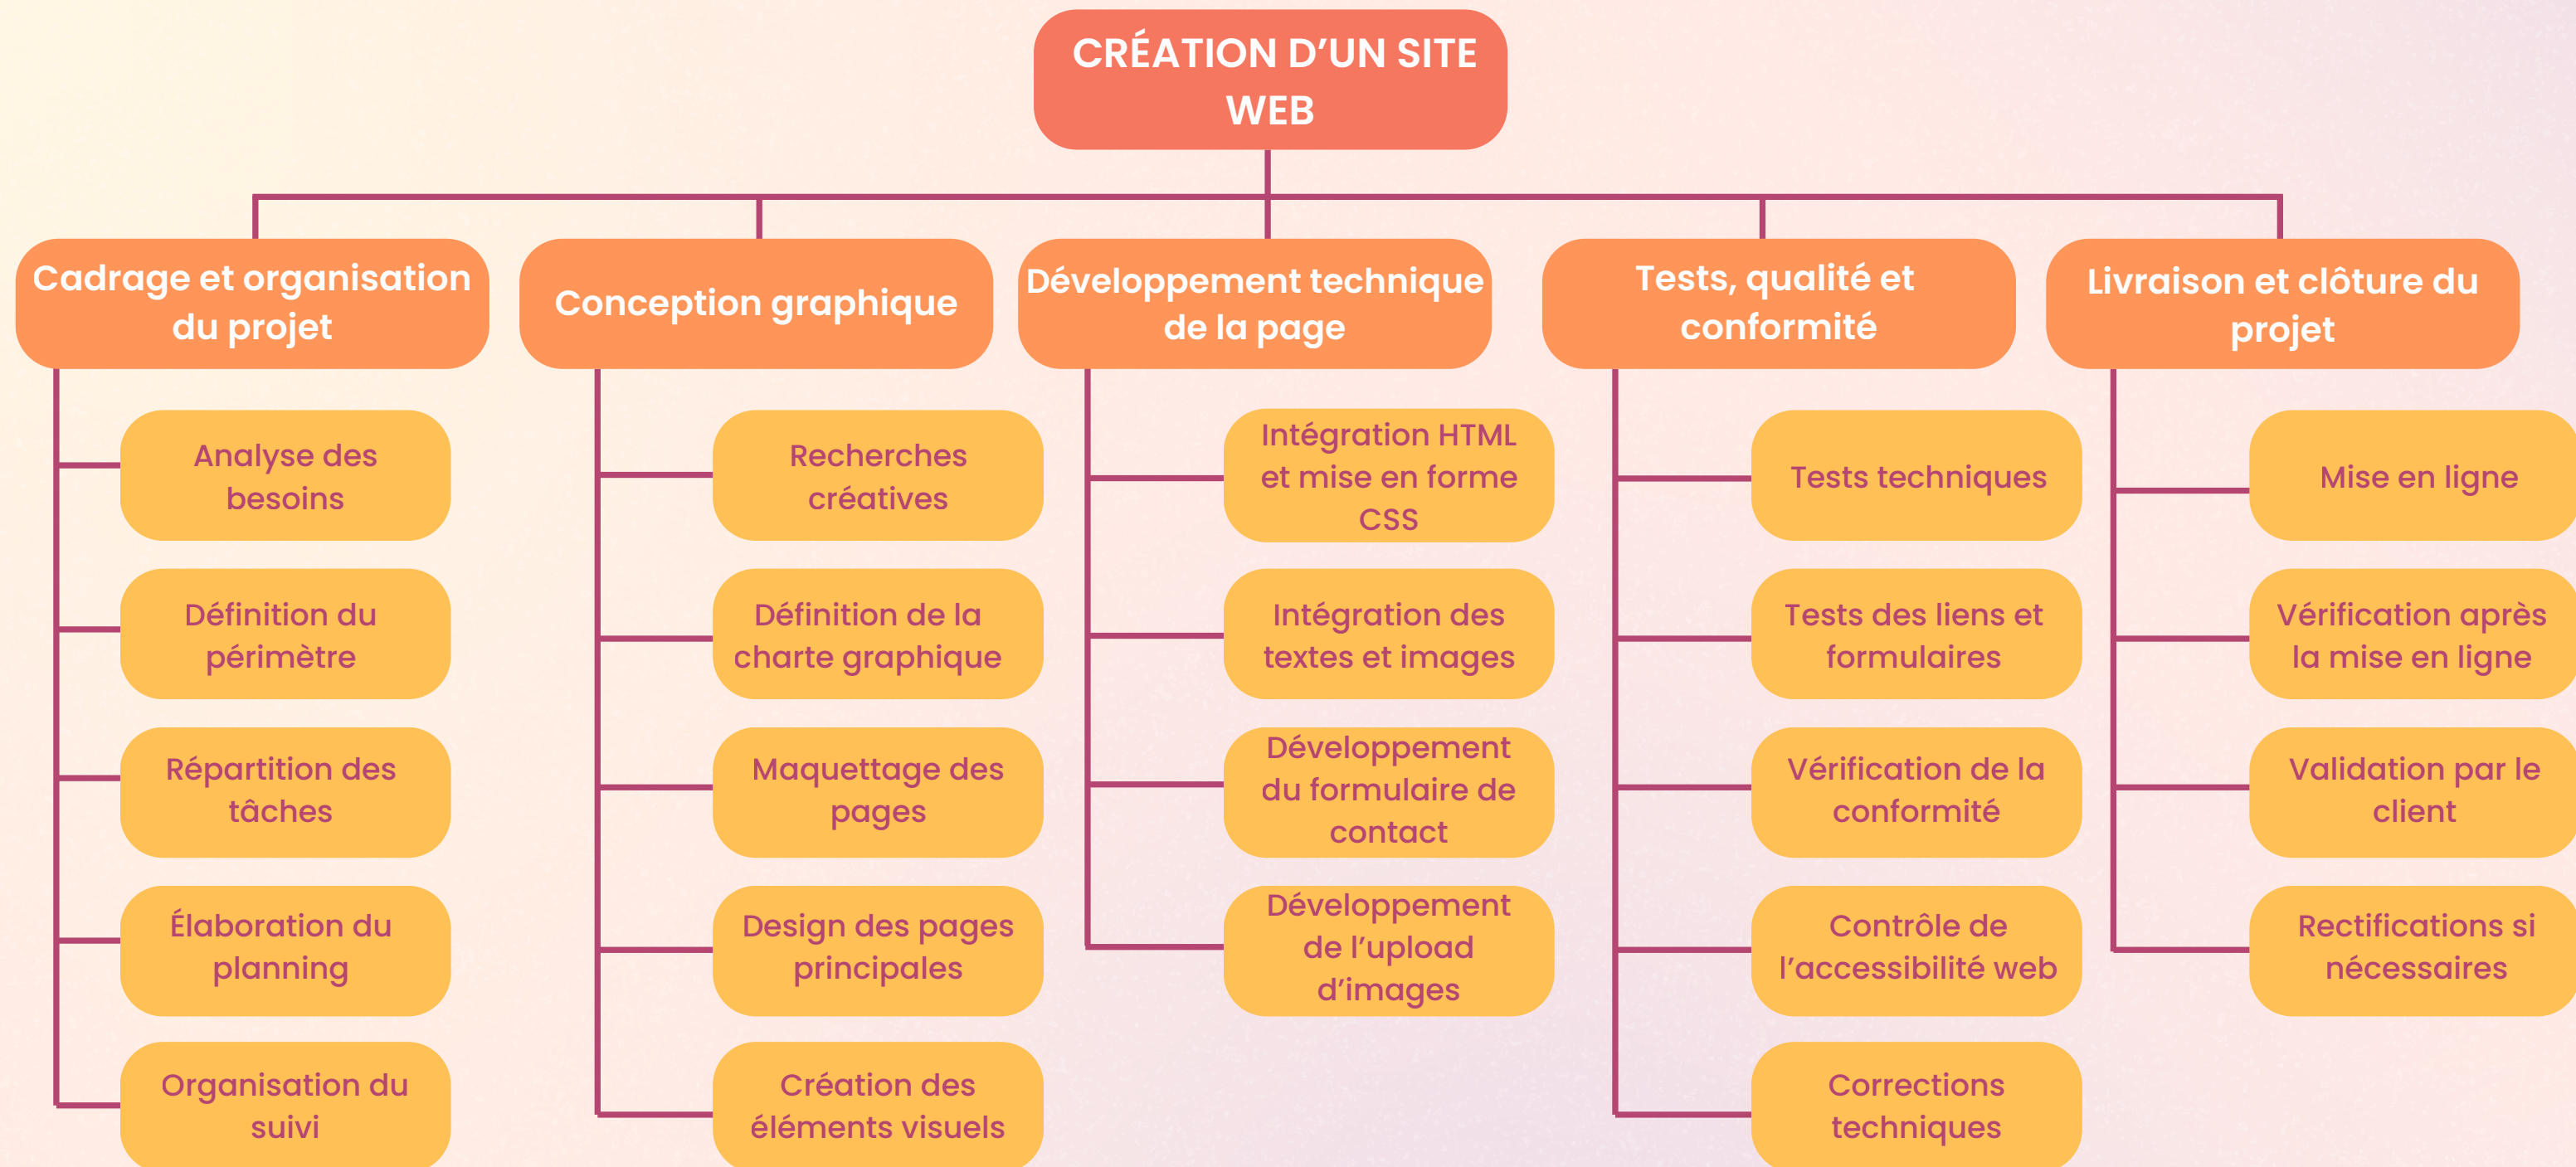 CRÉATION D’UN SITE
WEB
Cadrage et organisation
du projet
Analyse des
besoins
Définition du
périmètre
Répartition des
tâches
Élaboration du
planning
Organisation du
suivi
Conception graphique
Recherches
créatives
Définition de la
charte graphique
Maquettage des
pages
Design des pages
principales
Création des
éléments visuels
Développement technique
de la page
Intégration HTML
et mise en forme
CSS
Intégration des
textes et images
Développement
du formulaire de
contact
Développement
de l’upload
d’images
Tests, qualité et
conformité
Tests techniques
Tests des liens et
formulaires
Vérification de la
conformité
Contrôle de
l’accessibilité web
Corrections
techniques
Livraison et clôture du
projet
Mise en ligne
Vérification après
la mise en ligne
Validation par le
client
Rectifications si
nécessaires